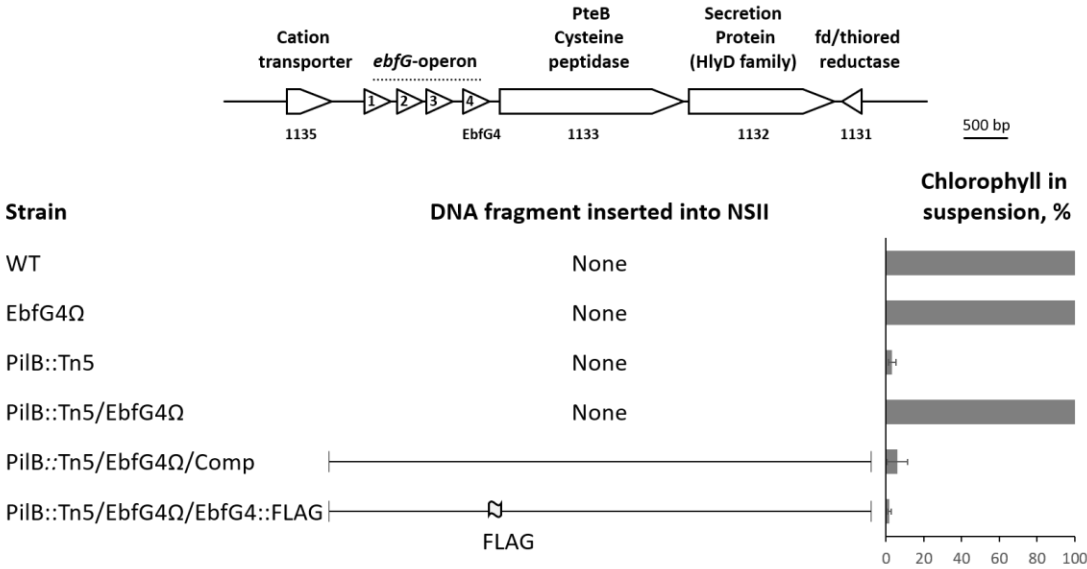 PteB
Secretion
Cation
Cysteine
Protein
fd/thiored
transporter
ebfG-operon
peptidase
(HlyD family)
reductase
1 2 3 4
1135
EbfG4
1133
1132
1131
500 bp
Strain
DNA fragment inserted into NSII
Chlorophyll in
suspension, %
WT
None
EbfG4Ω
None
PilB::Tn5
None
PilB::Tn5/EbfG4Ω
None
PilB::Tn5/EbfG4Ω/Comp
PilB::Tn5/EbfG4Ω/EbfG4::FLAG
FLAG
0 20 40 60 80 100